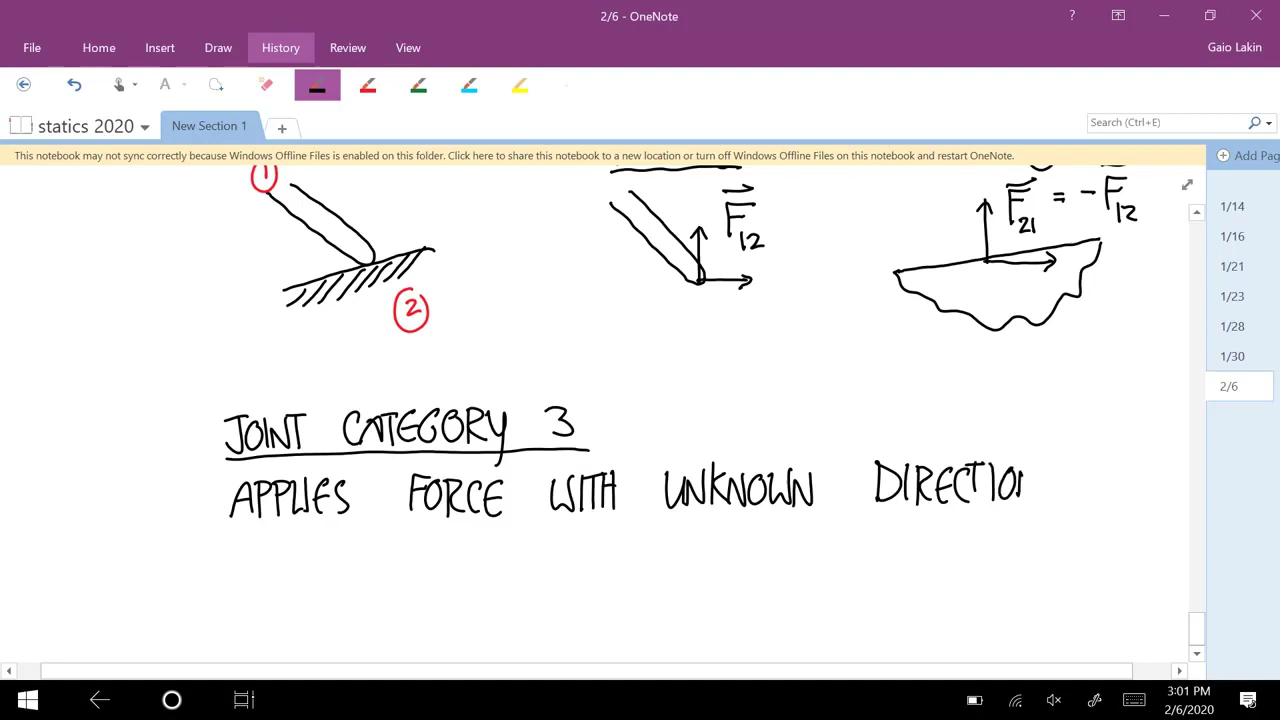 2/6 - OneNote
?
File Home Insert Draw History Review View
Gaio Lakin
A
statics 2020
New Section 1
+
Search (Ctrl+E)
This notebook may not sync correctly because Windows Offline Files is enabled on this folder. Click here to share this notebook to a new location or turn off Windows Offline Files on this notebook and restart OneNote.
Add Pag
1/14
1/16
1/21
1/23
1/28
1/30
2/6
1
F12
F21 = -F12
2
JOINT CATEGORY 3
APPLIES FORCE WITH UNKNOWN DIRECTION
3:01 PM
2/6/2020